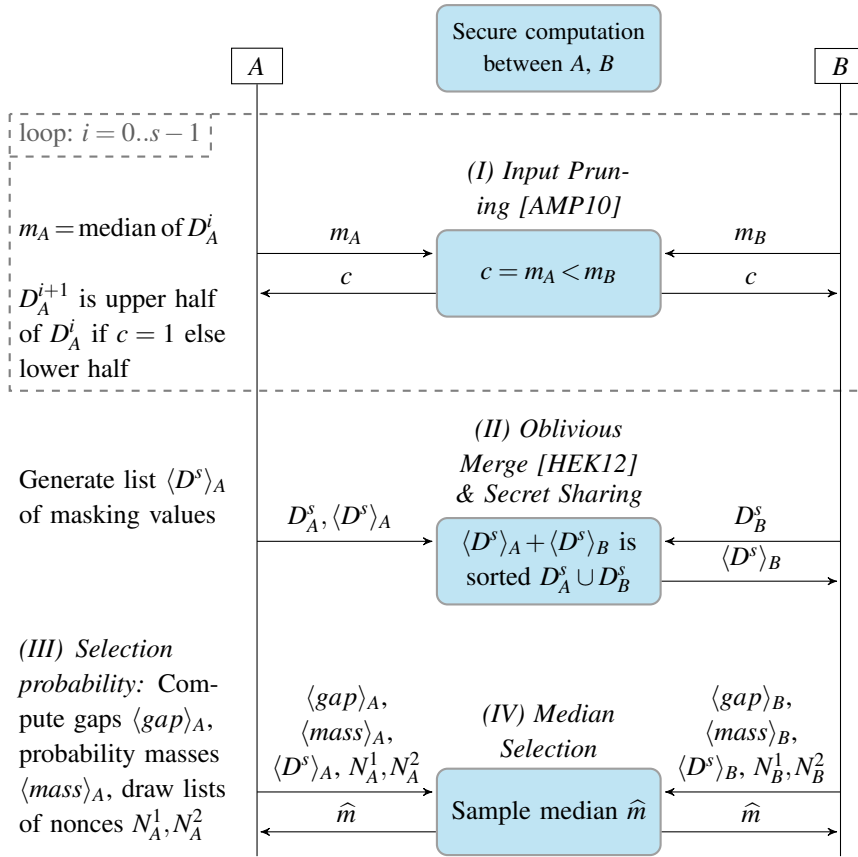 Secure computation
between A, B
A
B
loop: i = 0..s − 1
(I) Input Prun-
ing [AMP10]
m_A = median of D_A^i
m_A
m_B
c = m_A < m_B
c
c
D_A^{i+1} is upper half
of D_A^i if c = 1 else
lower half
(II) Oblivious
Merge [HEK12]
& Secret Sharing
Generate list ⟨D^s⟩_A
of masking values
D_A^s, ⟨D^s⟩_A
D_B^s
⟨D^s⟩_A + ⟨D^s⟩_B is
sorted D_A^s ∪ D_B^s
⟨D^s⟩_B
(III) Selection
probability: Com-
pute gaps ⟨gap⟩_A,
probability masses
⟨mass⟩_A, draw lists
of nonces N_A^1, N_A^2
⟨gap⟩_A,
⟨mass⟩_A,
⟨D^s⟩_A, N_A^1, N_A^2
(IV) Median
Selection
⟨gap⟩_B,
⟨mass⟩_B,
⟨D^s⟩_B, N_B^1, N_B^2
Sample median m̂
m̂
m̂